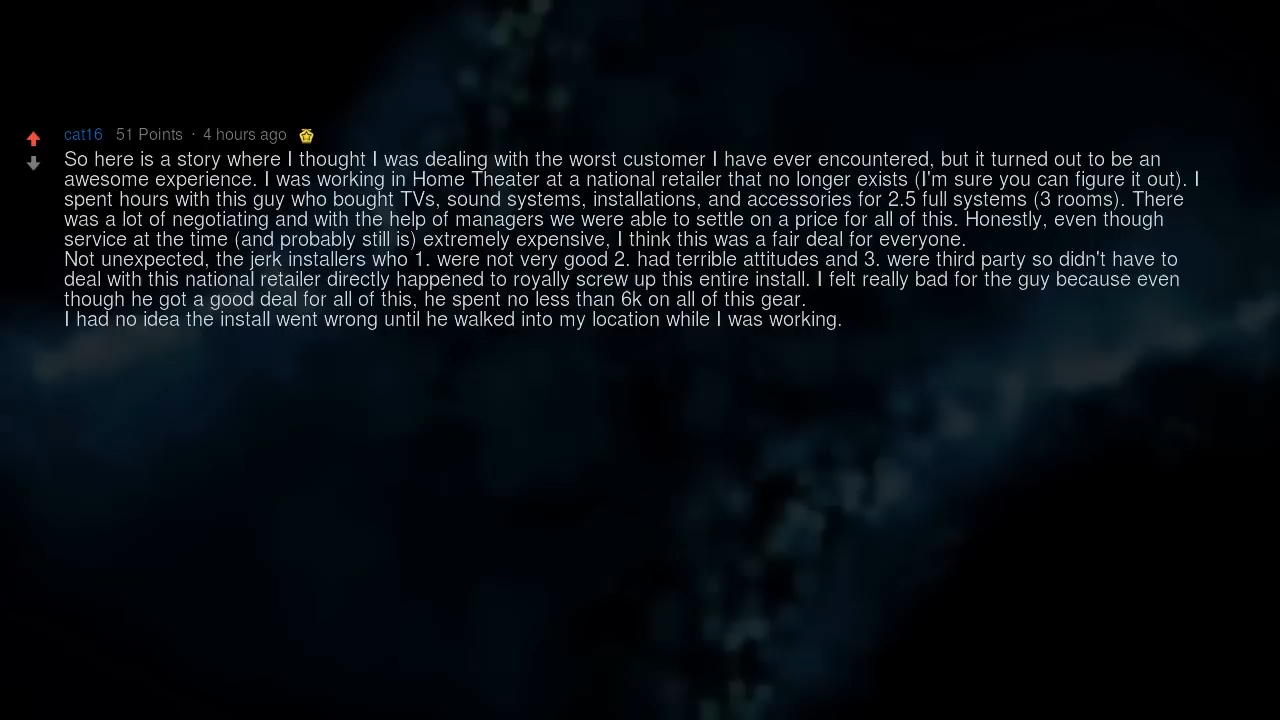 cat16 51 Points · 4 hours ago
So here is a story where I thought I was dealing with the worst customer I have ever encountered, but it turned out to be an
awesome experience. I was working in Home Theater at a national retailer that no longer exists (I'm sure you can figure it out). I
spent hours with this guy who bought TVs, sound systems, installations, and accessories for 2.5 full systems (3 rooms). There
was a lot of negotiating and with the help of managers we were able to settle on a price for all of this. Honestly, even though
service at the time (and probably still is) extremely expensive, I think this was a fair deal for everyone.
Not unexpected, the jerk installers who 1. were not very good 2. had terrible attitudes and 3. were third party so didn't have to
deal with this national retailer directly happened to royally screw up this entire install. I felt really bad for the guy because even
though he got a good deal for all of this, he spent no less than 6k on all of this gear.
I had no idea the install went wrong until he walked into my location while I was working.